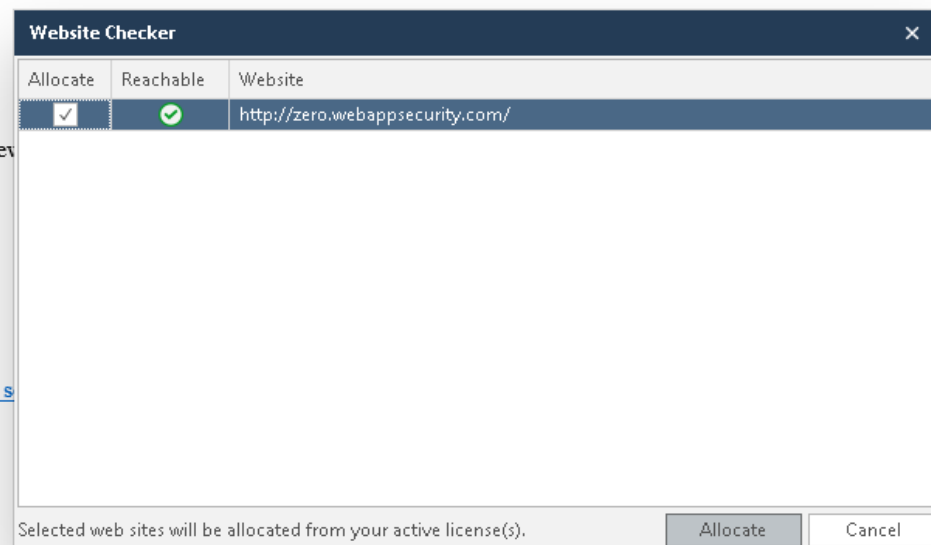 Website Checker
Allocate Reachable Website
http://zero.webappsecurity.com/
Selected web sites will be allocated from your active license(s).
Allocate Cancel